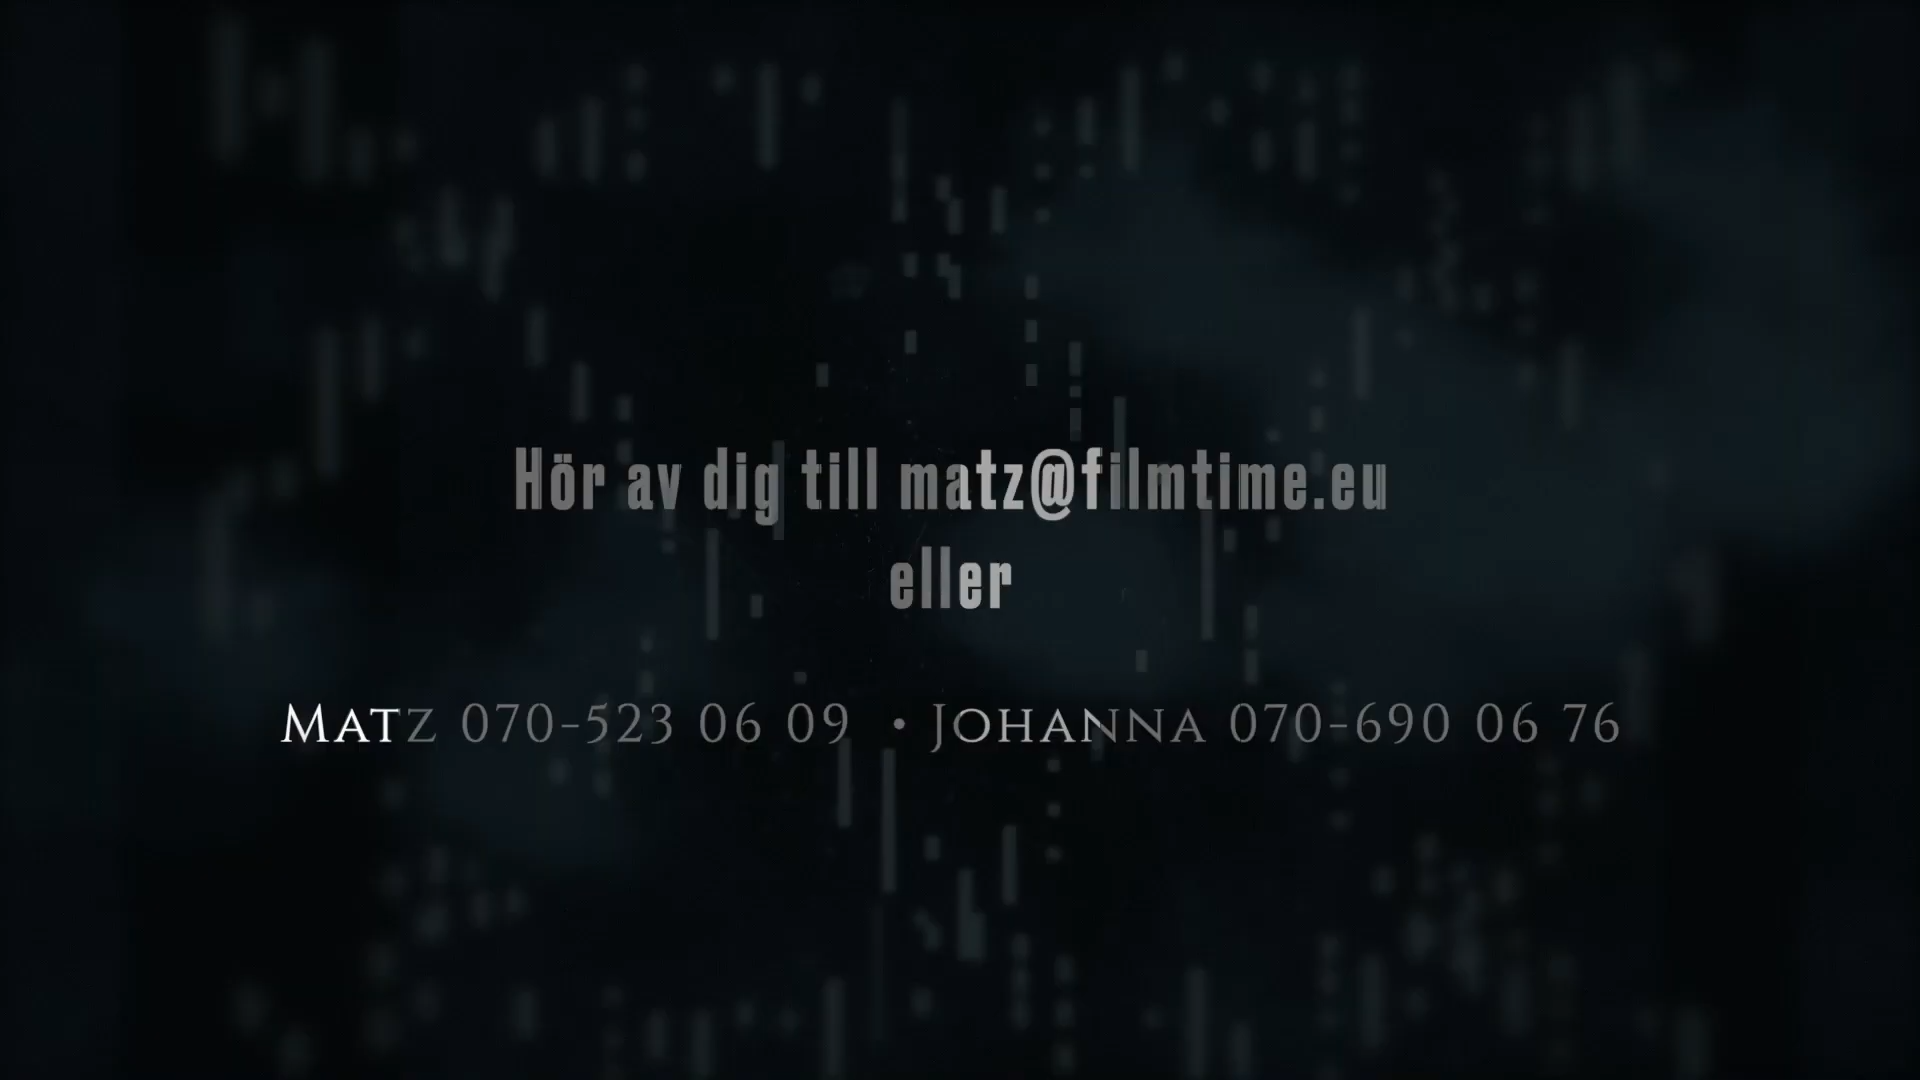 Hör av dig till matz@filmtime.eu
eller
Matz 070-523 06 09 • Johanna 070-690 06 76